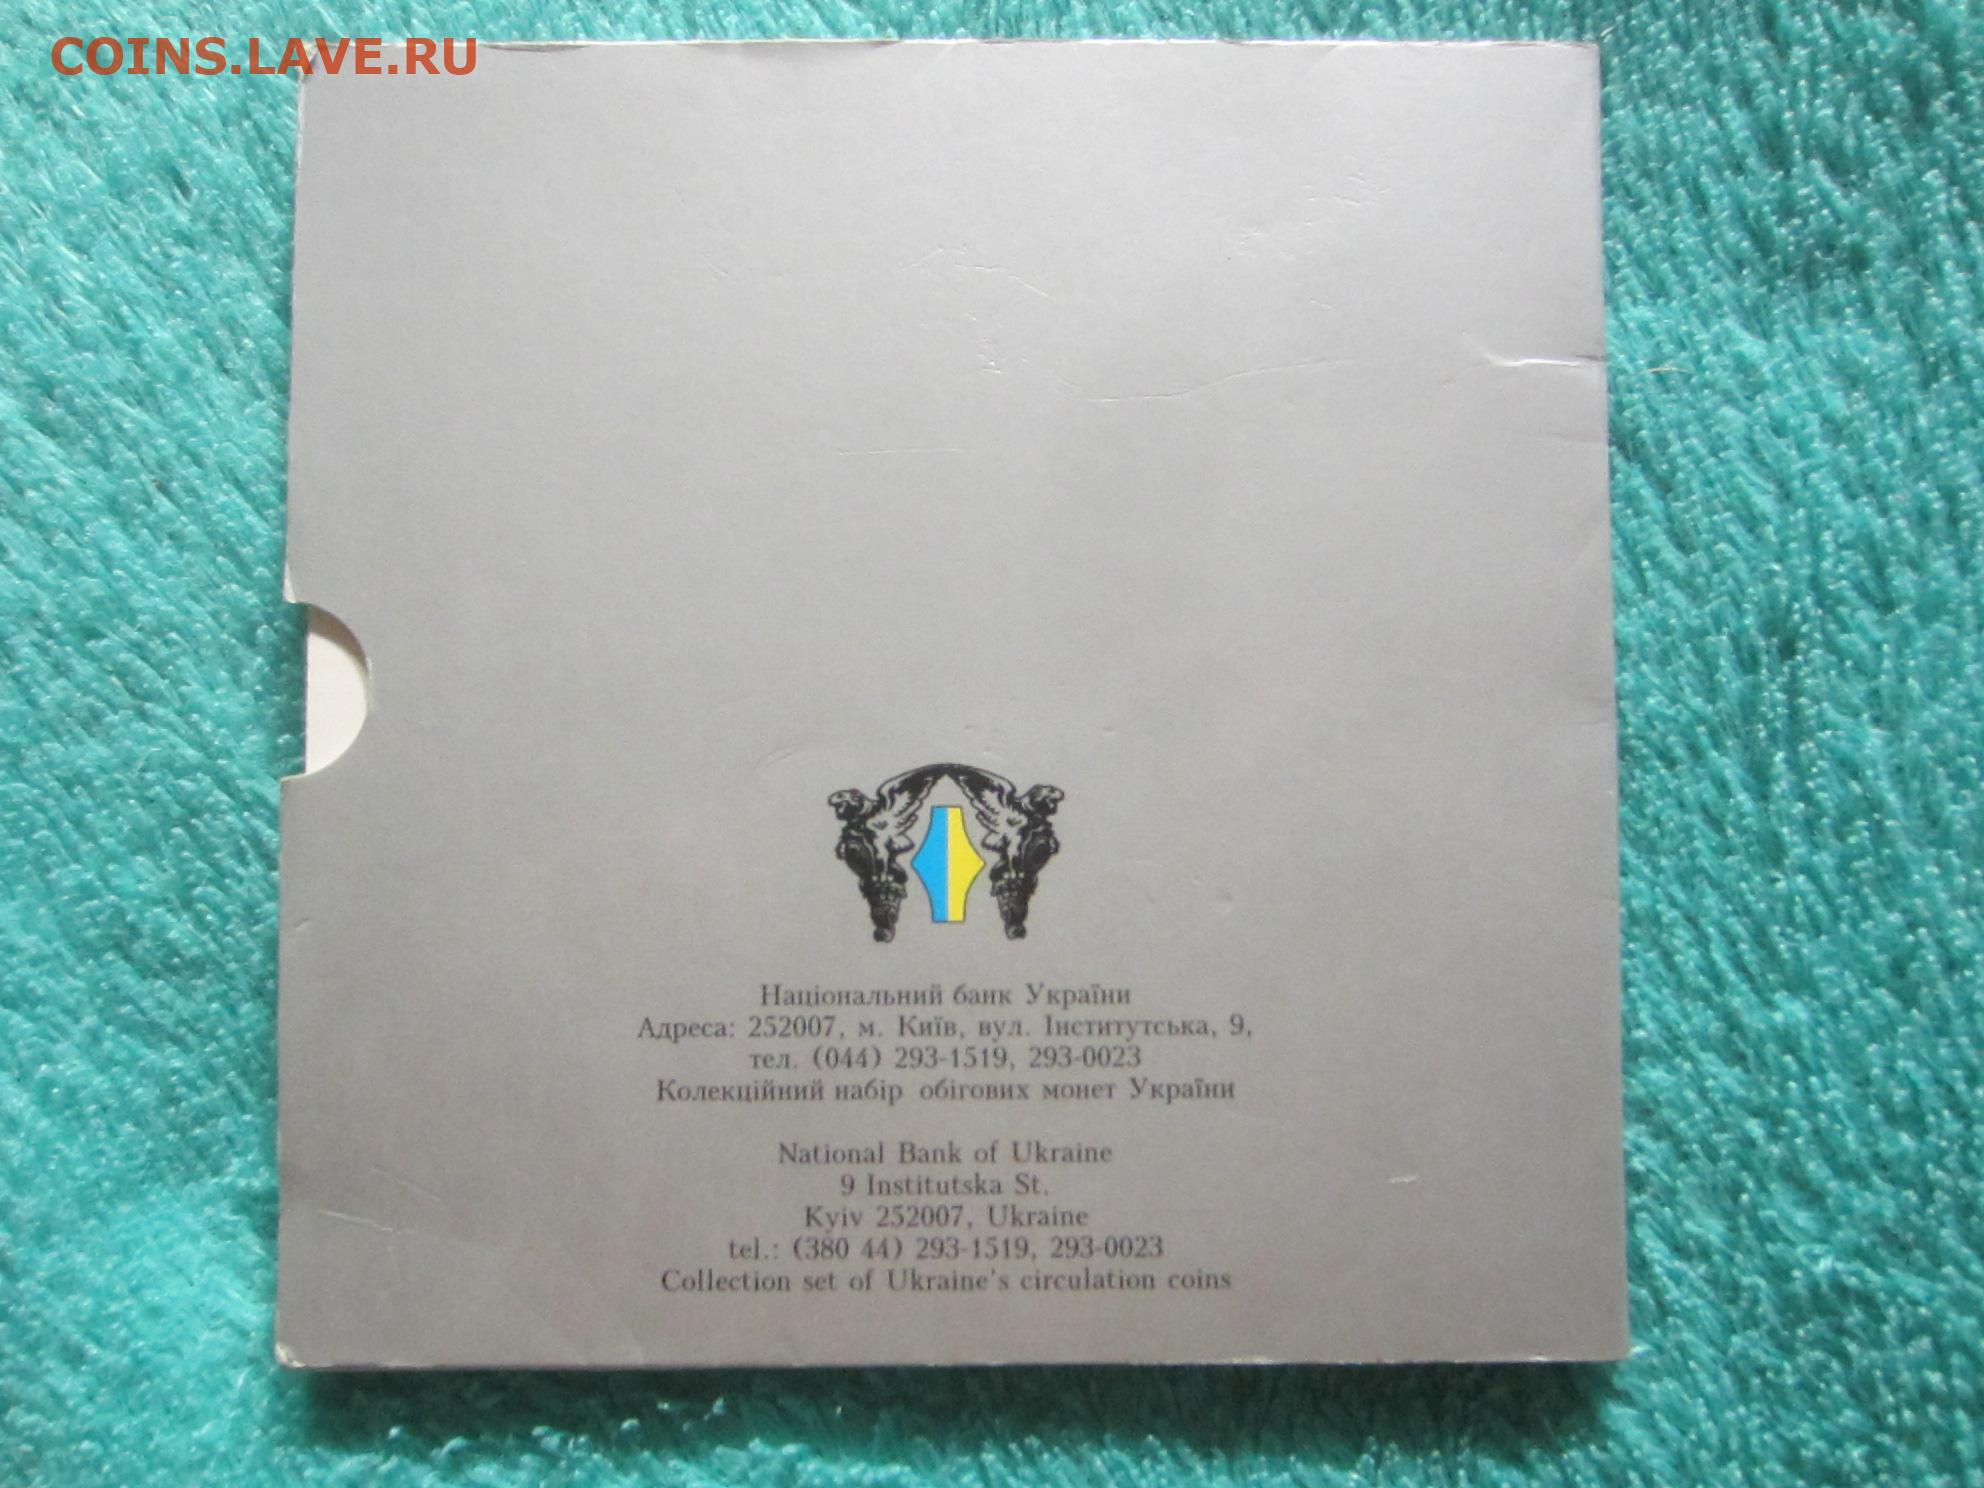 COINS.LAVE.RU
Національний банк України
Адреса: 252007, м. Київ, вул. Інститутська, 9,
тел. (044) 293-1519, 293-0023
Колекційний набір обігових монет України
National Bank of Ukraine
9 Institutska St.
Kyiv 252007, Ukraine
tel.: (380 44) 293-1519, 293-0023
Collection set of Ukraine's circulation coins